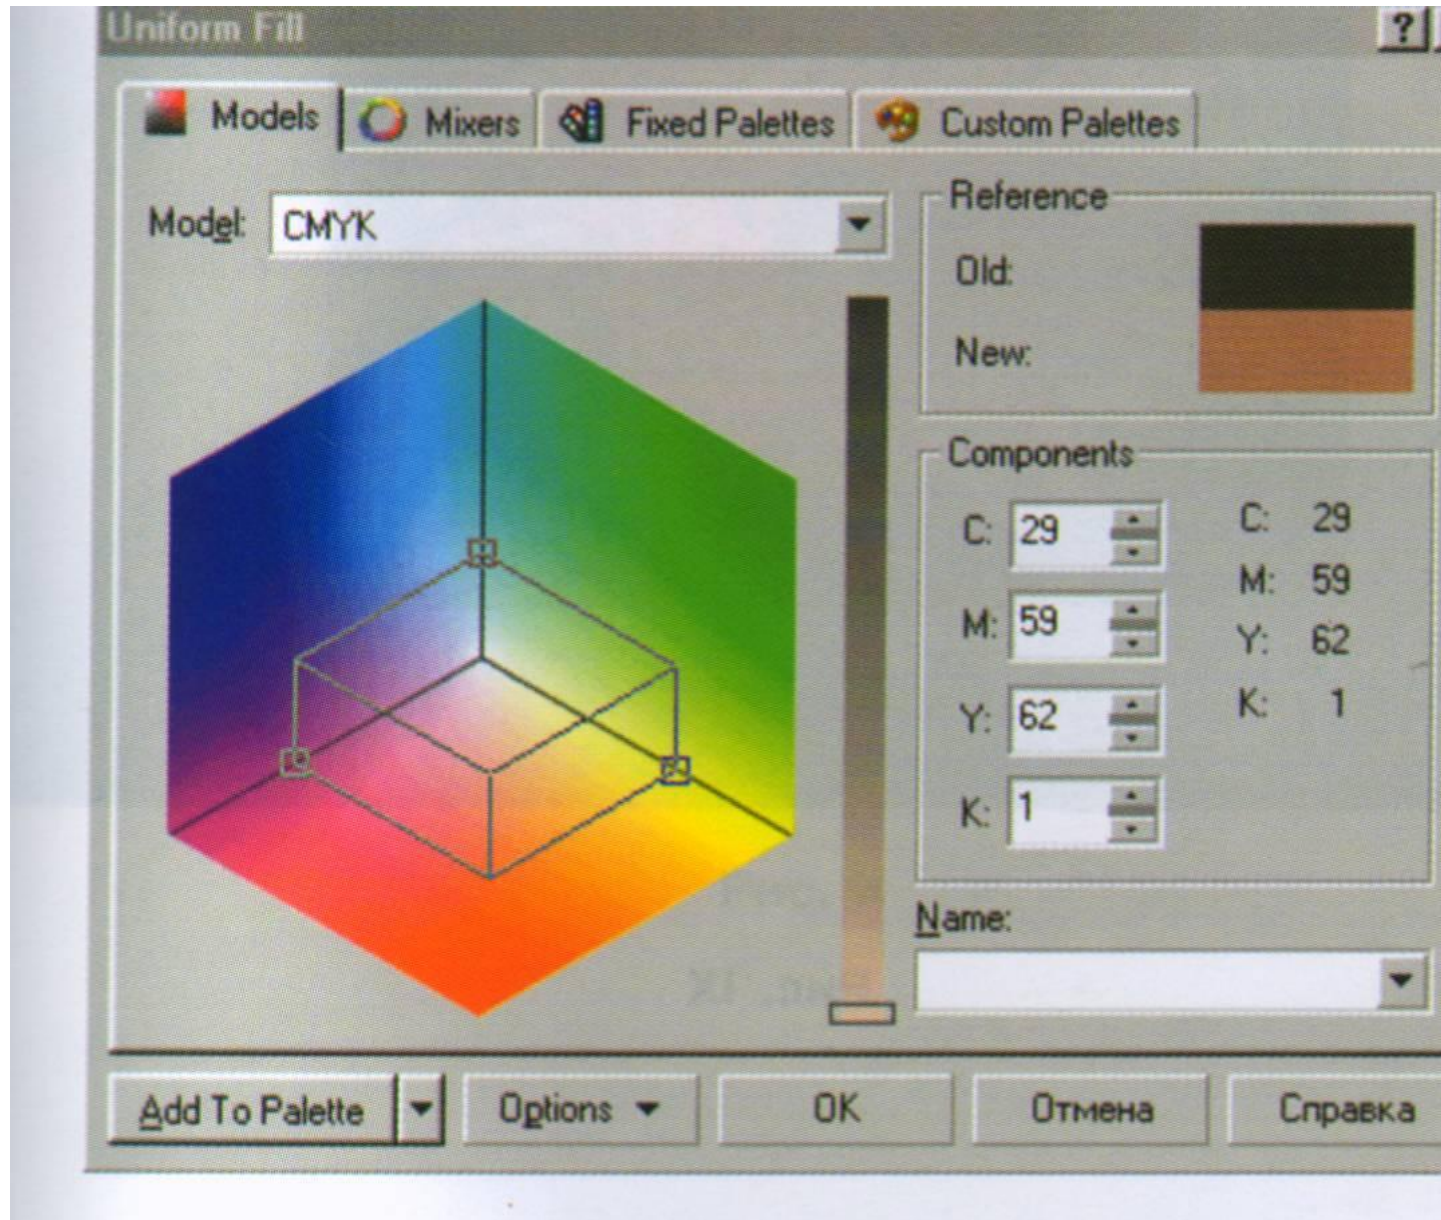 Uniform Fill ?
Models Mixers Fixed Palettes Custom Palettes
Model: CMYK
Reference
Old:
New:
Components
C: 29 C: 29
M: 59 M: 59
Y: 62 Y: 62
K: 1 K: 1
Name:
Add To Palette Options OK Отмена Справка